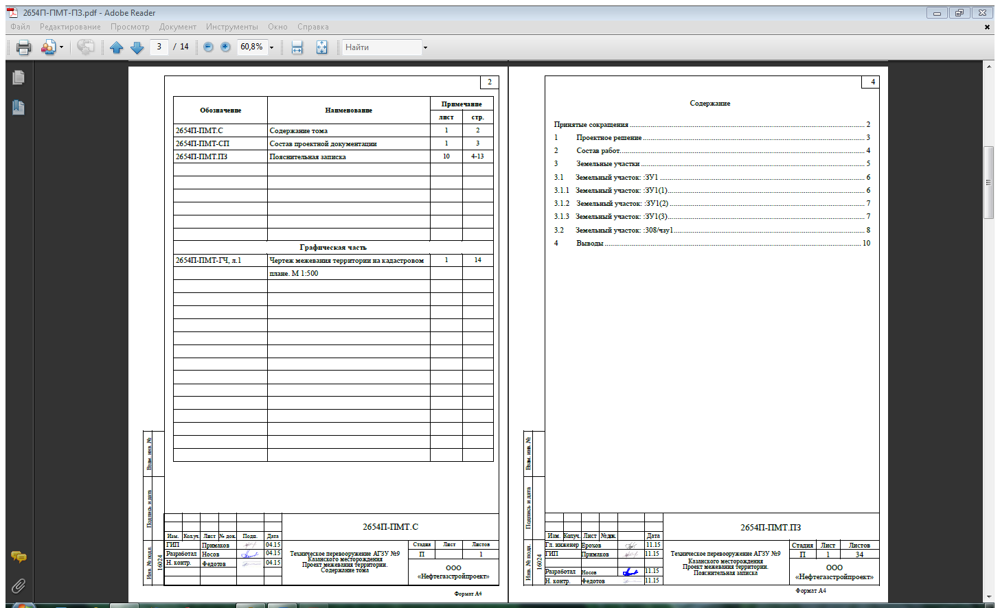 2654П-ПМТ-ПЗ.pdf - Adobe Reader
Файл Редактирование Просмотр Документ Инструменты Окно Справка
3 / 14 60,8% Найти
2
Обозначение Наименование Примечание
лист стр.
2654П-ПМТ.С Содержание тома 1 2
2654П-ПМТ-СП Состав проектной документации 1 3
2654П-ПМТ.ПЗ Пояснительная записка 10 4-13
Графическая часть
2654П-ПМТ-ГЧ, л.1 Чертеж межевания территории на кадастровом 1 14
плане. М 1:500
Взам. инв. №
Подпись и дата
Инв. № подл.
16024
2654П-ПМТ.С
Изм. Кол.уч. Лист № док. Подп. Дата
ГИП Примаков 04.15
Разработал Носов 04.15
Н. контр. Федотов 04.15
Техническое перевооружение АГЗУ №9
Казанского месторождения
Проект межевания территории.
Содержание тома
Стадия Лист Листов
П 1
ООО
«Нефтегазстройпроект»
Формат А4
4
Содержание
Принятые сокращения 2
1 Проектное решение 3
2 Состав работ 4
3 Земельные участки 5
3.1 Земельный участок: :ЗУ1 6
3.1.1 Земельный участок: :ЗУ1(1) 6
3.1.2 Земельный участок: :ЗУ1(2) 7
3.1.3 Земельный участок: :ЗУ1(3) 7
3.2 Земельный участок: :308/чзу1 8
4 Выводы 10
Взам. инв. №
Подпись и дата
Инв. № подл.
16024
2654П-ПМТ.ПЗ
Изм. Колуч. Лист №док. Дата
Гл. инженер Ерохов 11.15
ГИП Примаков 11.15
Разработал Носов 11.15
Н. контр. Федотов 11.15
Техническое перевооружение АГЗУ №9
Казанского месторождения
Проект межевания территории.
Пояснительная записка
Стадия Лист Листов
П 1 34
ООО
«Нефтегазстройпроект»
Формат А4